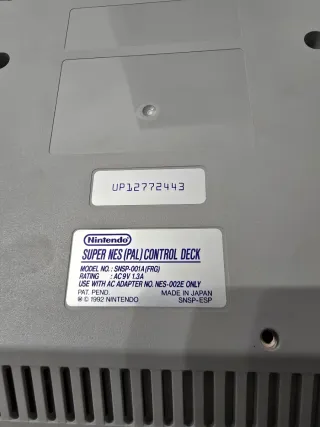 UP12772443
Nintendo
SUPER NES (PAL) CONTROL DECK
MODEL NO. : SNSP-001A(FRG)
RATING : AC 9V 1.3A
USE WITH AC ADAPTER NO. NES-002E ONLY
PAT. PEND. MADE IN JAPAN
® © 1992 NINTENDO SNSP-ESP